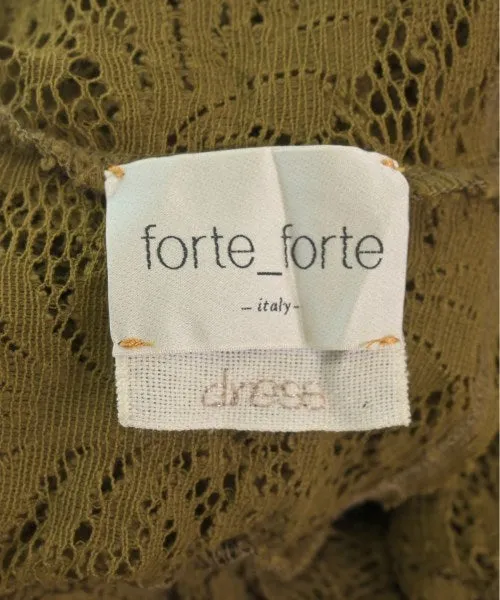 forte_forte
– italy –
dress